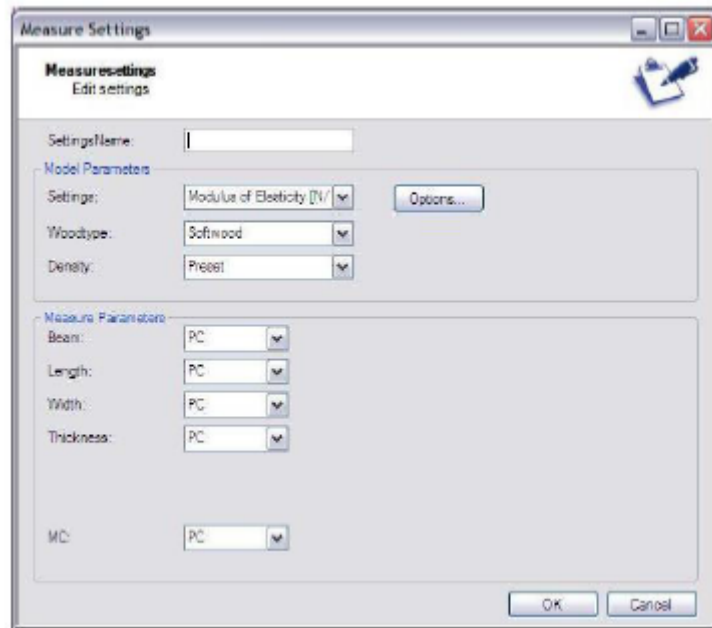 Measure Settings
Measuresettings
Edit settings
SettingsName:
Model Parameters
Settings: Modulus of Elasticity [N/ Options...
Woodtype: Softwood
Density: Preset
Measure Parameters
Beam: PC
Length: PC
Width: PC
Thickness: PC
MC: PC
OK Cancel